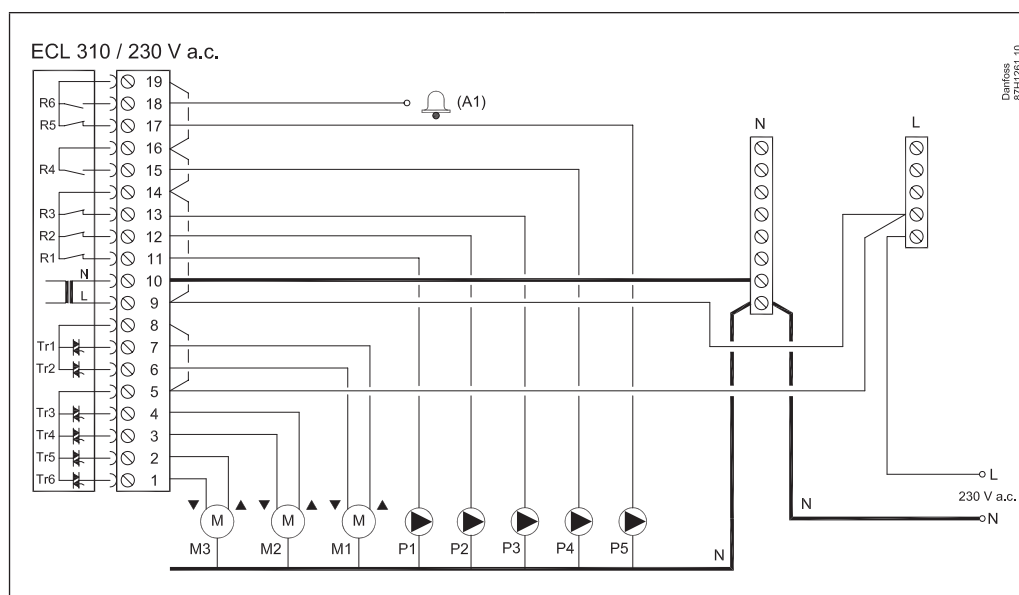 ECL 310 / 230 V a.c.
Danfoss
87H1261.10
19
R6 18 (A1)
R5 17
N L
16
R4 15
14
R3 13
R2 12
R1 11
N 10
L 9
8
Tr1 7
Tr2 6
5
Tr3 4
Tr4 3
Tr5 2
Tr6 1
L
230 V a.c.
N N
M M M
M3 M2 M1 P1 P2 P3 P4 P5 N